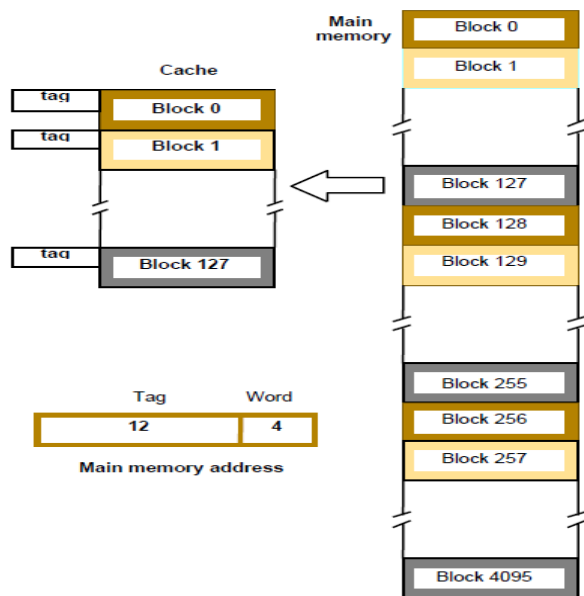 Main
memory
Block 0
Block 1
Block 127
Block 128
Block 129
Block 255
Block 256
Block 257
Block 4095
Cache
tag
Block 0
tag
Block 1
tag
Block 127
Tag Word
12 4
Main memory address